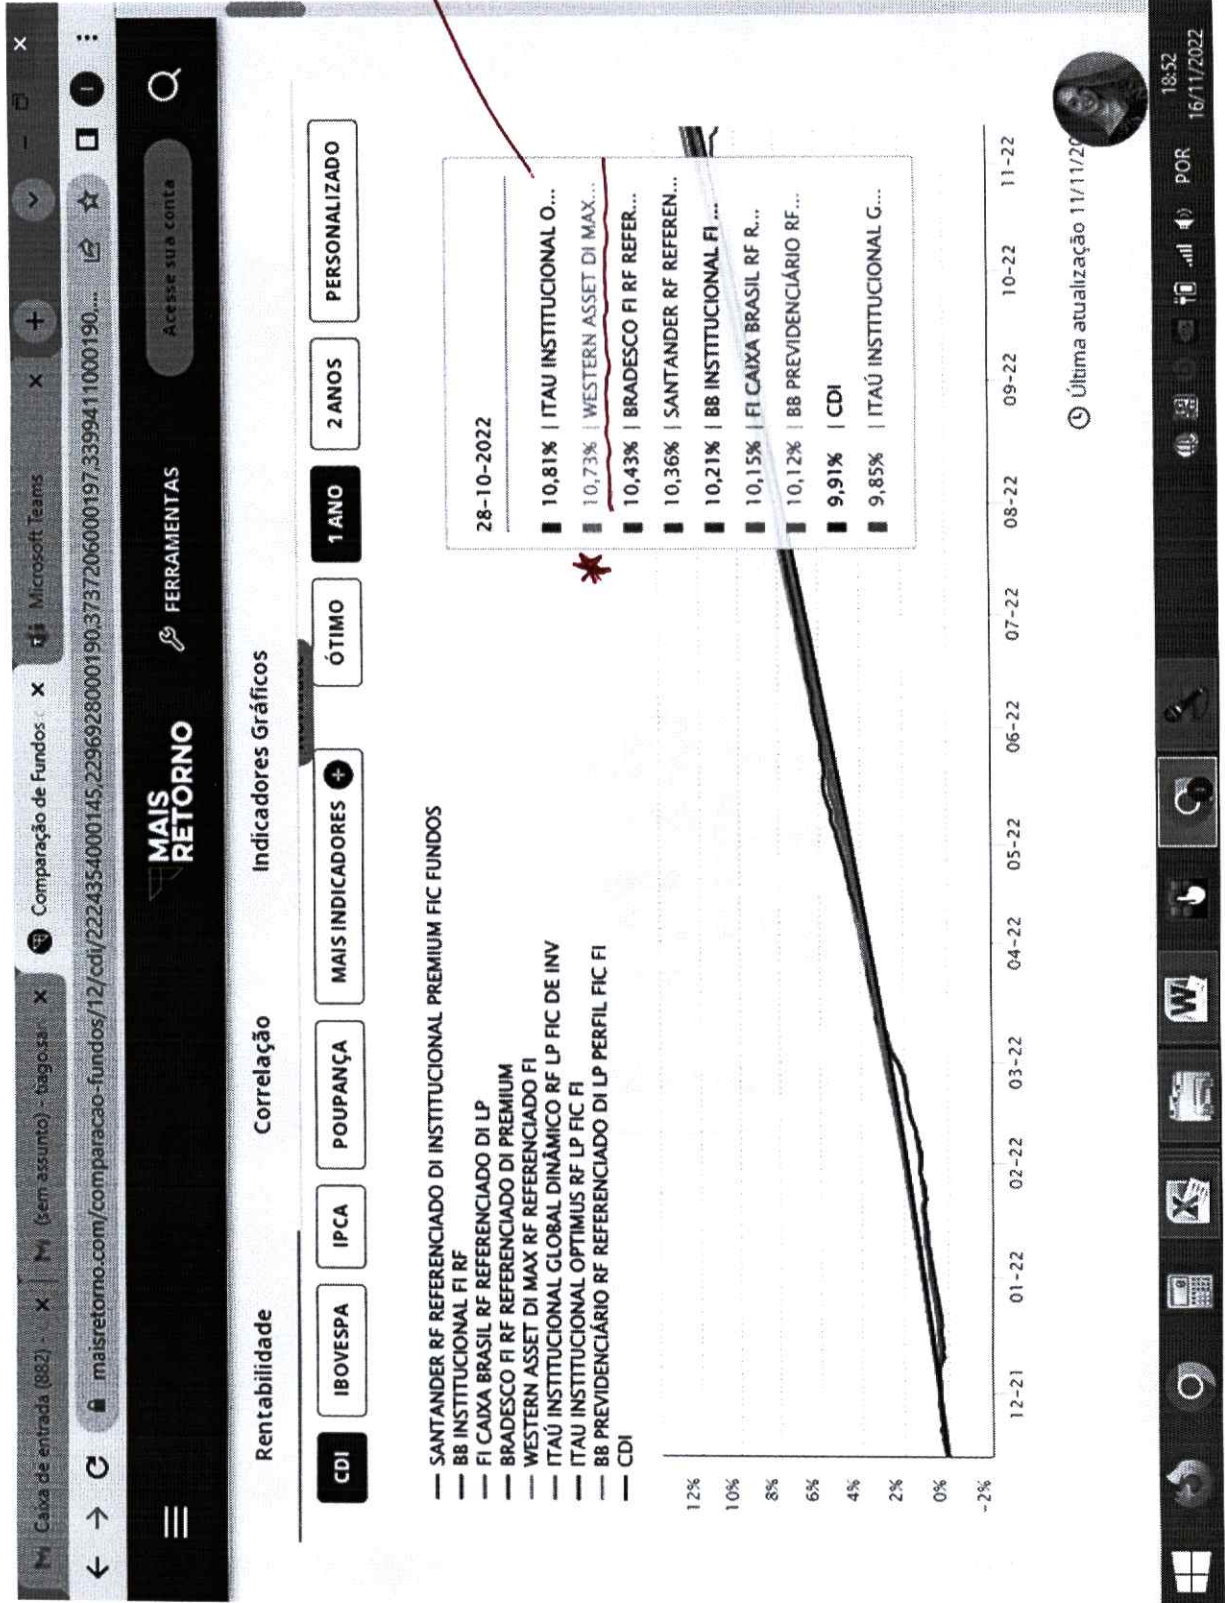 Caixa de entrada (882) -
(sem assunto) - tiago.sar
Comparação de Fundos
Microsoft Teams
maisretorno.com/comparacao-fundos/12/cdi/22243540000145,22969280000190,37372060000197,33994110000190,...
MAIS
RETORNO
FERRAMENTAS
Acesse sua conta
Rentabilidade
Correlação
Indicadores Gráficos
CDI
IBOVESPA
IPCA
POUPANÇA
MAIS INDICADORES
ÓTIMO
1 ANO
2 ANOS
PERSONALIZADO
SANTANDER RF REFERENCIADO DI INSTITUCIONAL PREMIUM FIC FUNDOS
BB INSTITUCIONAL FI RF
FI CAIXA BRASIL RF REFERENCIADO DI LP
BRADESCO FI RF REFERENCIADO DI PREMIUM
WESTERN ASSET DI MAX RF REFERENCIADO FI
ITAÚ INSTITUCIONAL GLOBAL DINÂMICO RF LP FIC DE INV
ITAU INSTITUCIONAL OPTIMUS RF LP FIC FI
BB PREVIDENCIÁRIO RF REFERENCIADO DI LP PERFIL FIC FI
CDI
28-10-2022
10,81% | ITAU INSTITUCIONAL O...
10,73% | WESTERN ASSET DI MAX...
10,43% | BRADESCO FI RF REFER...
10,36% | SANTANDER RF REFEREN...
10,21% | BB INSTITUCIONAL FI ...
10,15% | FI CAIXA BRASIL RF R...
10,12% | BB PREVIDENCIÁRIO RF...
9,91% | CDI
9,85% | ITAÚ INSTITUCIONAL G...
12%
10%
8%
6%
4%
2%
0%
-2%
12-21
01-22
02-22
03-22
04-22
05-22
06-22
07-22
08-22
09-22
10-22
11-22
Última atualização 11/11/20
POR
18:52
16/11/2022